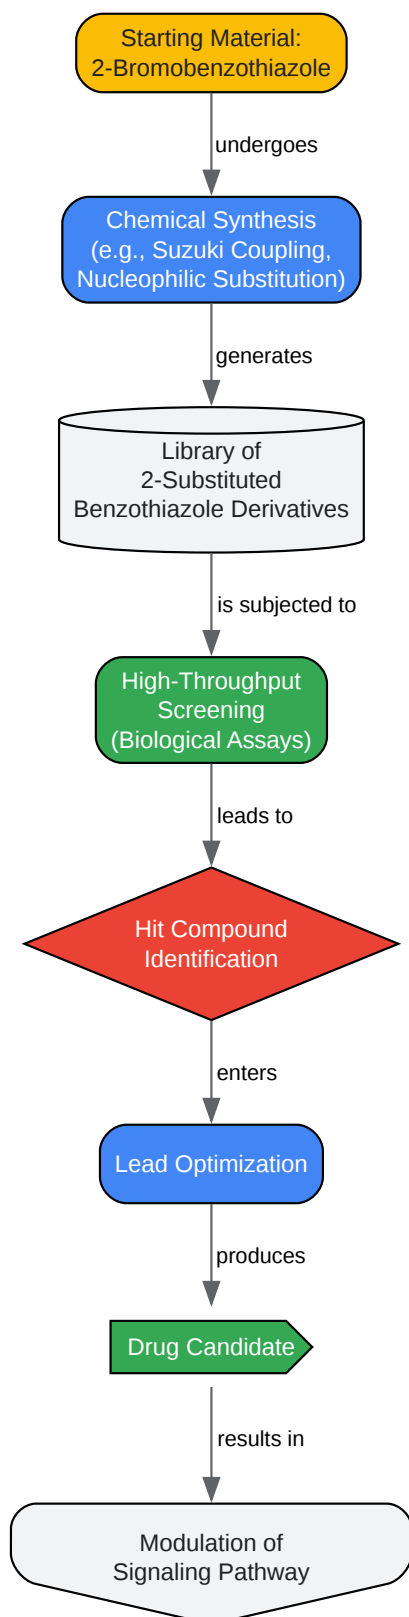 Starting Material:
2-Bromobenzothiazole
undergoes
Chemical Synthesis
(e.g., Suzuki Coupling,
Nucleophilic Substitution)
generates
Library of
2-Substituted
Benzothiazole Derivatives
is subjected to
High-Throughput
Screening
(Biological Assays)
leads to
Hit Compound
Identification
enters
Lead Optimization
produces
Drug Candidate
results in
Modulation of
Signaling Pathway